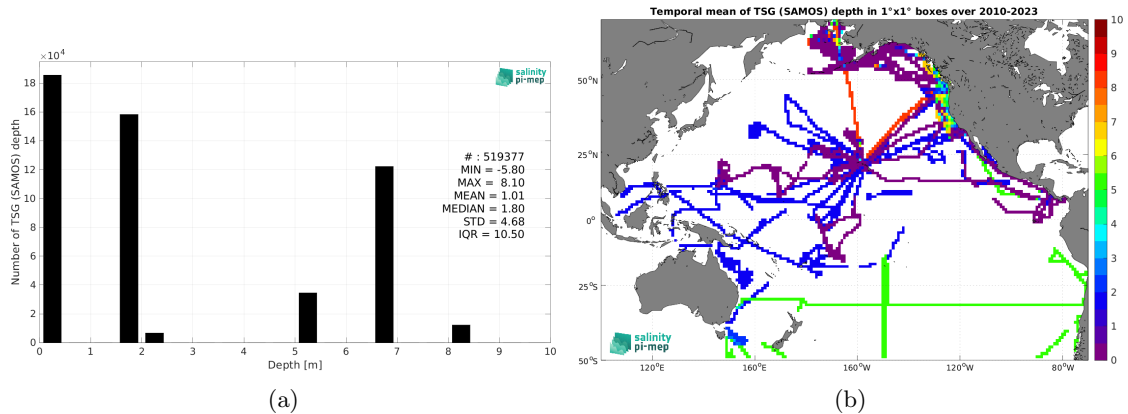 ×10⁴
18
16
14
12
10
8
6
4
2
0
Number of TSG (SAMOS) depth
0 1 2 3 4 5 6 7 8 9 10
Depth [m]
salinity
pi-mep
# : 519377
MIN = -5.80
MAX = 8.10
MEAN = 1.01
MEDIAN = 1.80
STD = 4.68
IQR = 10.50
(a)
Temporal mean of TSG (SAMOS) depth in 1°x1° boxes over 2010-2023
50°N
25°N
0°
25°S
50°S
120°E 160°E 160°W 120°W 80°W
salinity
pi-mep
10
9
8
7
6
5
4
3
2
1
0
(b)